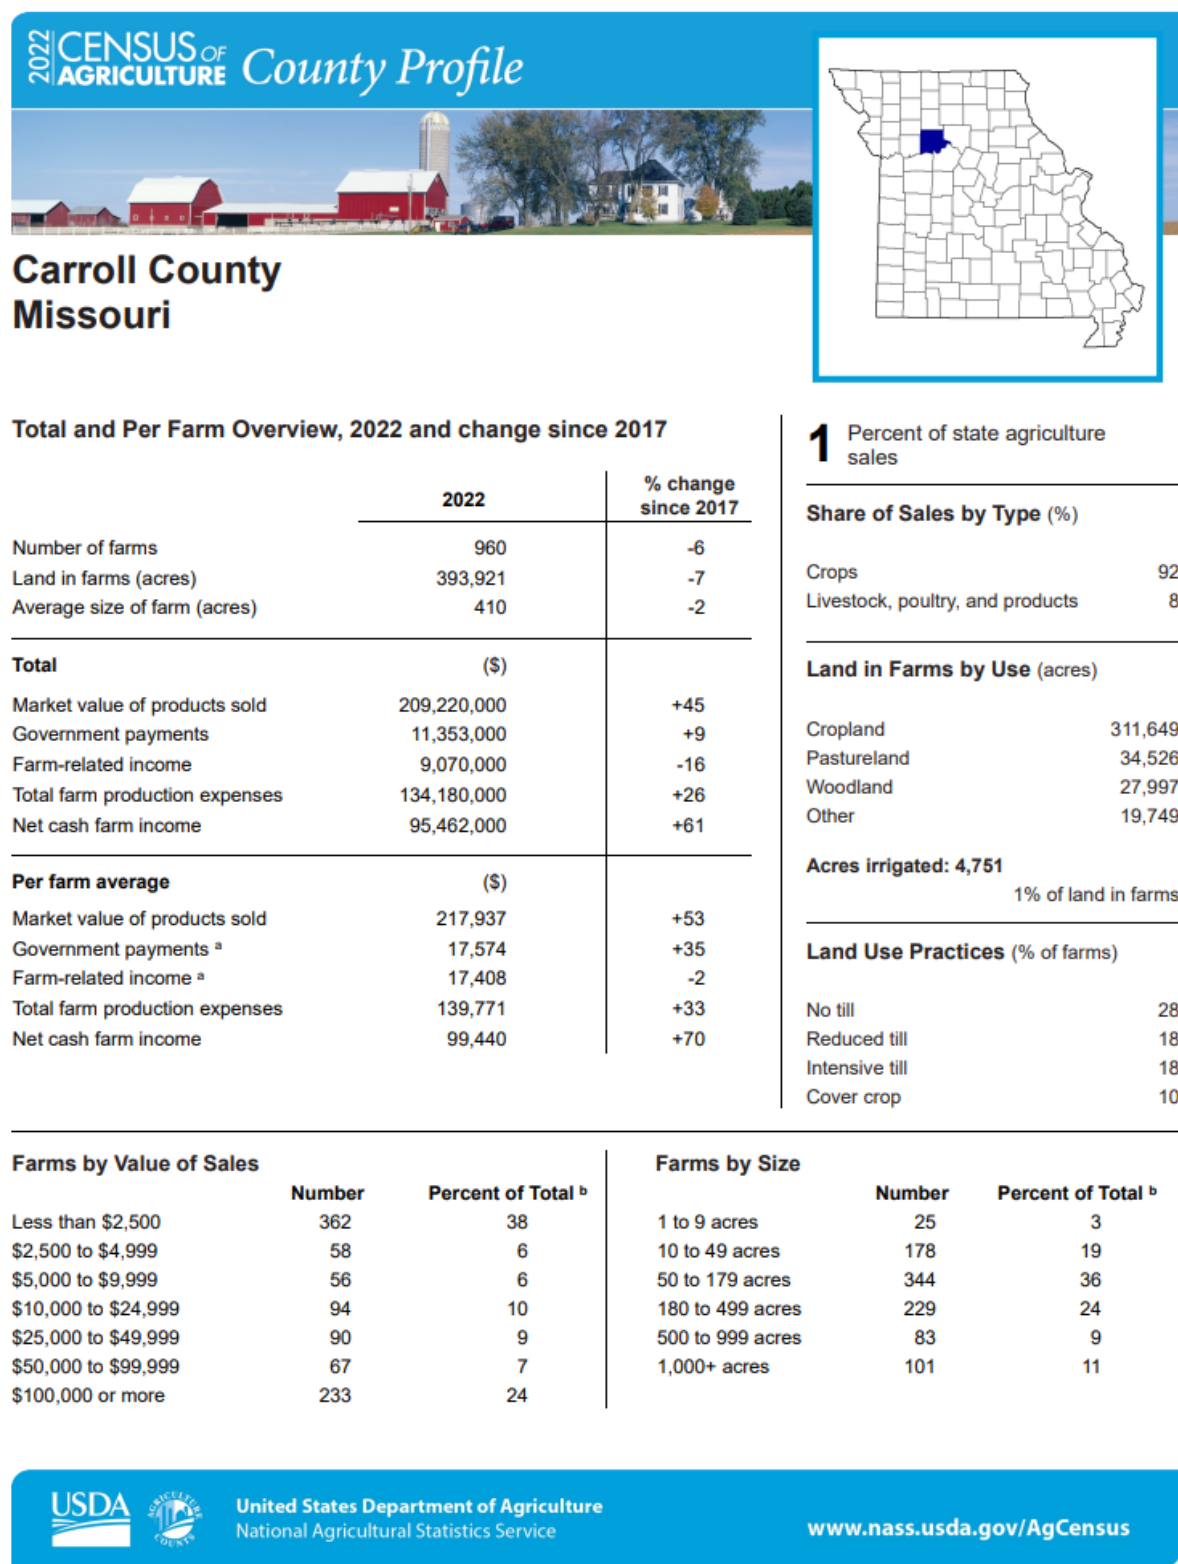 2022 CENSUS OF AGRICULTURE County Profile
Carroll County
Missouri
Total and Per Farm Overview, 2022 and change since 2017
2022 % change since 2017
Number of farms 960 -6
Land in farms (acres) 393,921 -7
Average size of farm (acres) 410 -2
Total ($)
Market value of products sold 209,220,000 +45
Government payments 11,353,000 +9
Farm-related income 9,070,000 -16
Total farm production expenses 134,180,000 +26
Net cash farm income 95,462,000 +61
Per farm average ($)
Market value of products sold 217,937 +53
Government payments a 17,574 +35
Farm-related income a 17,408 -2
Total farm production expenses 139,771 +33
Net cash farm income 99,440 +70
1 Percent of state agriculture
sales
Share of Sales by Type (%)
Crops 92
Livestock, poultry, and products 8
Land in Farms by Use (acres)
Cropland 311,649
Pastureland 34,526
Woodland 27,997
Other 19,749
Acres irrigated: 4,751
1% of land in farms
Land Use Practices (% of farms)
No till 28
Reduced till 18
Intensive till 18
Cover crop 10
Farms by Value of Sales
Number Percent of Total b
Less than $2,500 362 38
$2,500 to $4,999 58 6
$5,000 to $9,999 56 6
$10,000 to $24,999 94 10
$25,000 to $49,999 90 9
$50,000 to $99,999 67 7
$100,000 or more 233 24
Farms by Size
Number Percent of Total b
1 to 9 acres 25 3
10 to 49 acres 178 19
50 to 179 acres 344 36
180 to 499 acres 229 24
500 to 999 acres 83 9
1,000+ acres 101 11
USDA
AGRICULTURE COUNTS
United States Department of Agriculture
National Agricultural Statistics Service
www.nass.usda.gov/AgCensus